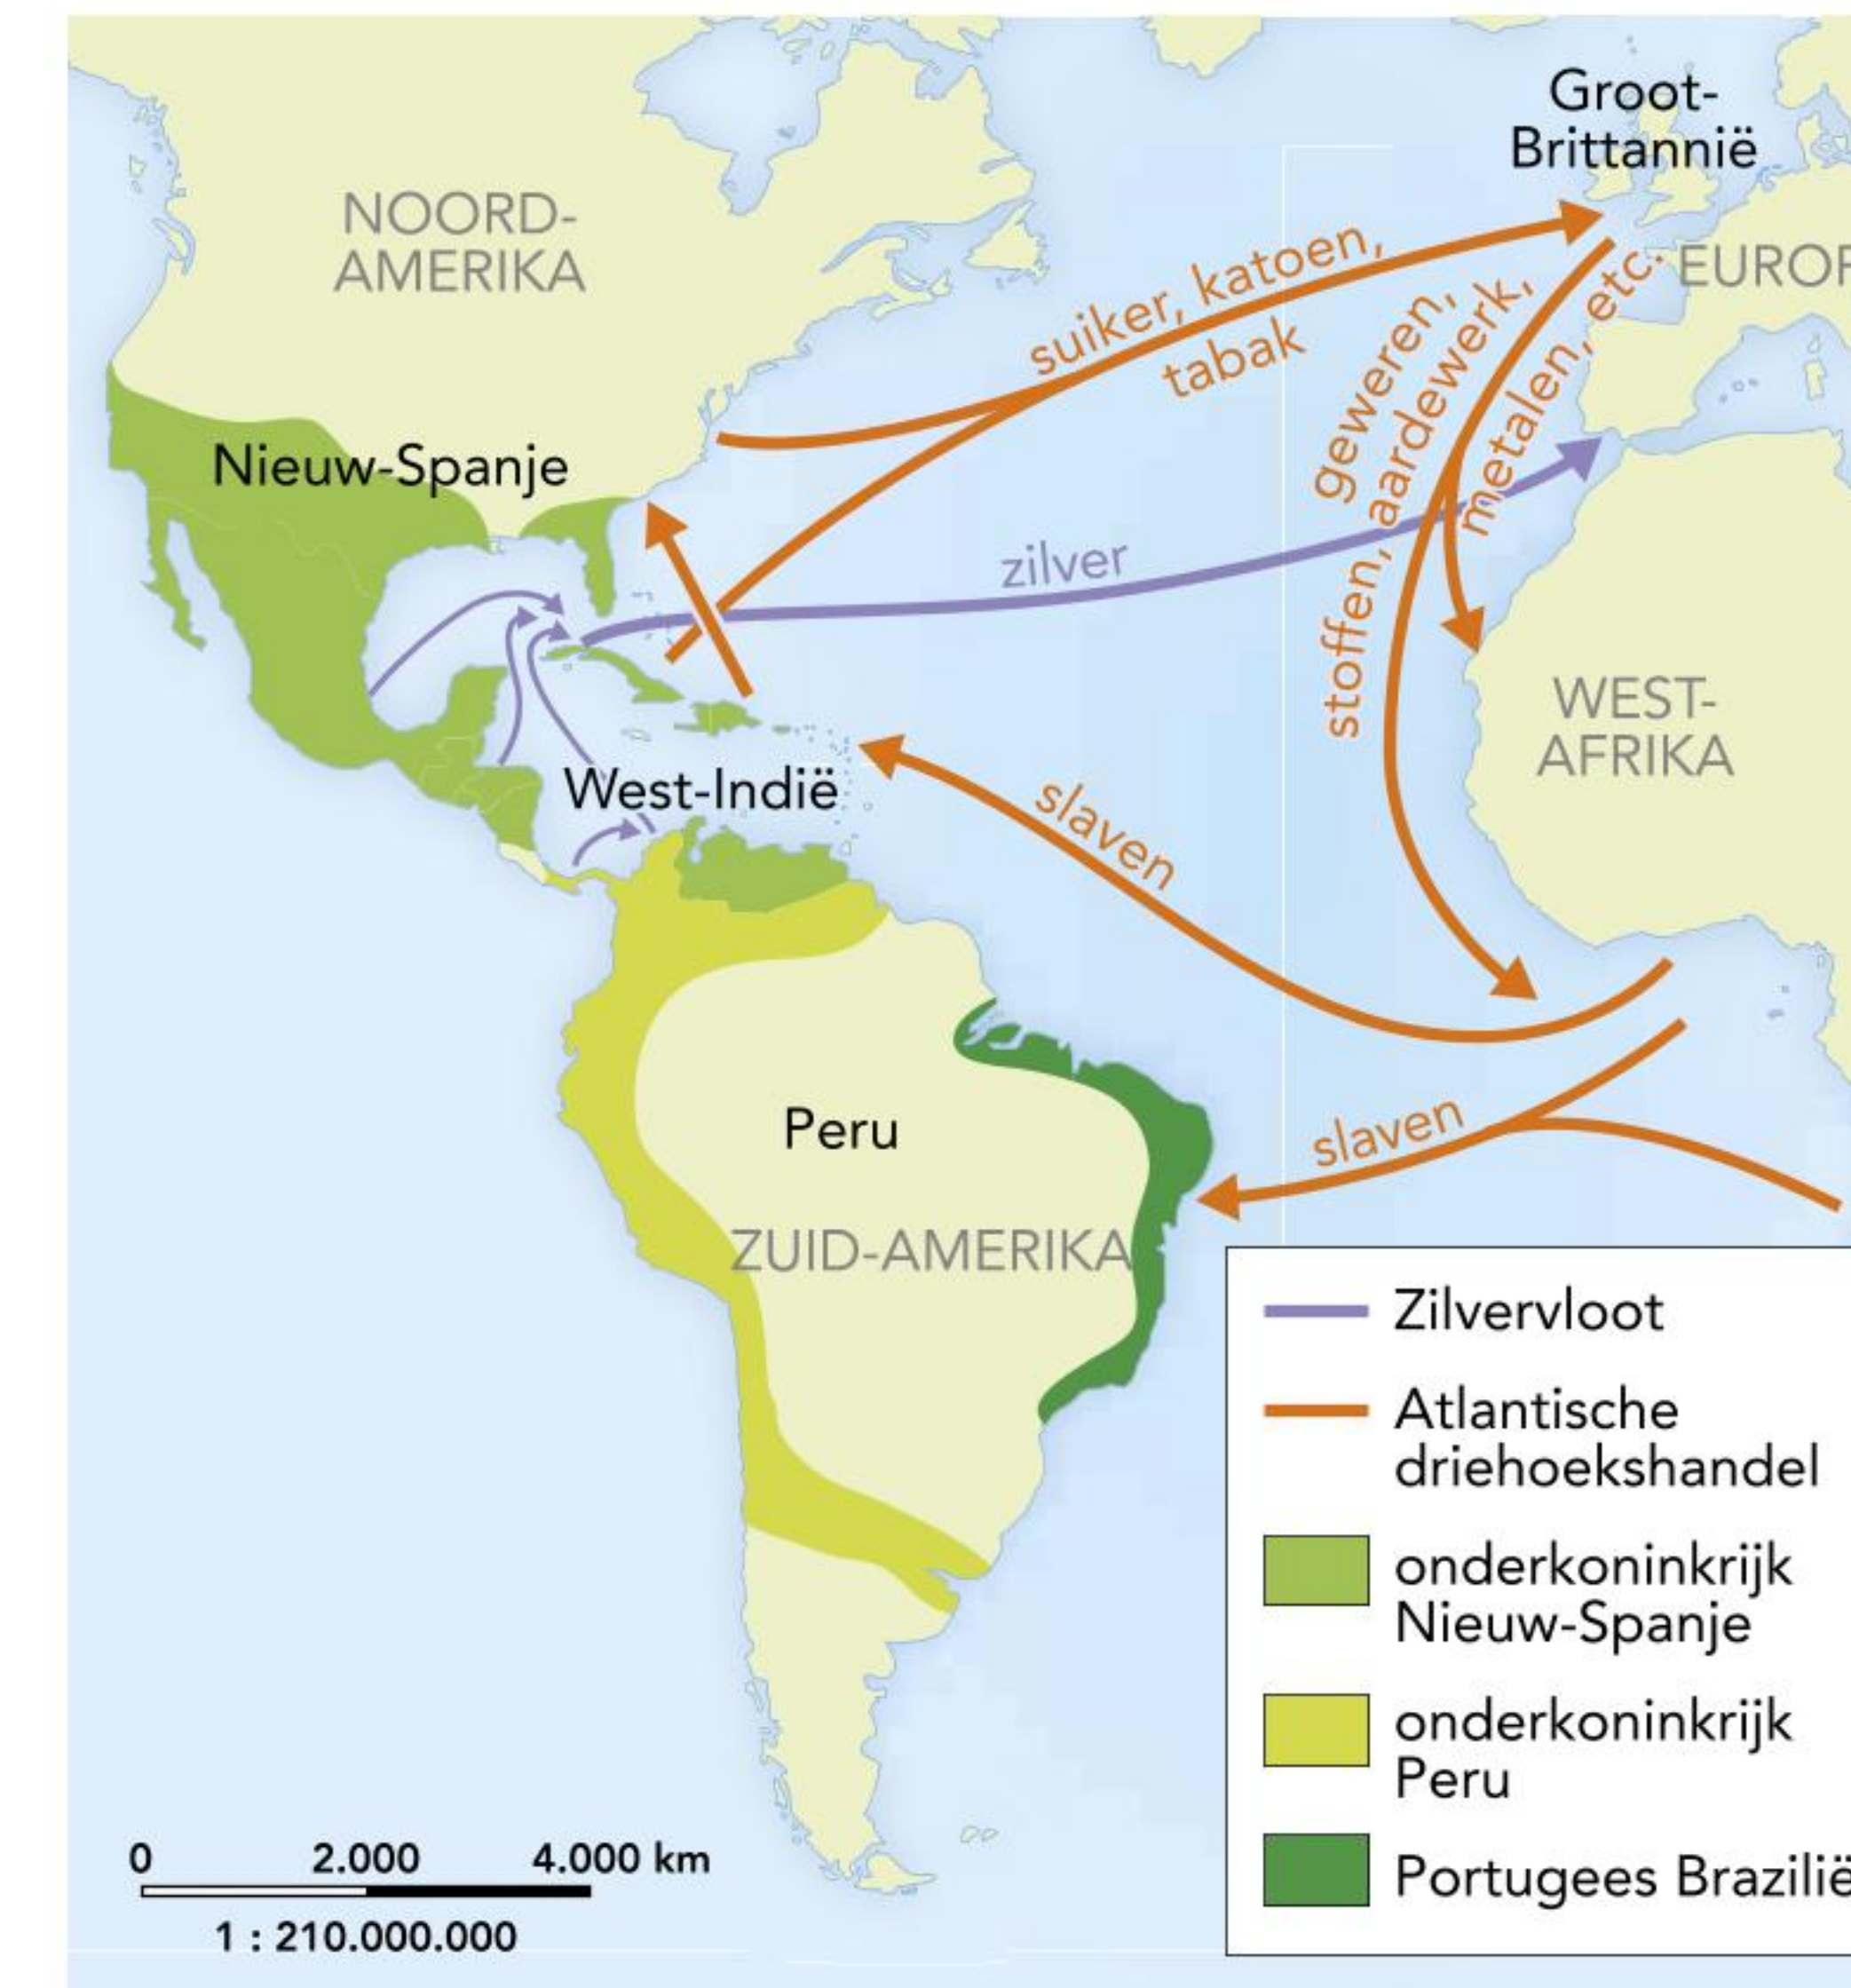 Groot-
Brittannië
NOORD-
AMERIKA
EUROP
suiker, katoen,
tabak
geweren,
stoffen, aardewerk,
metalen, etc.
Nieuw-Spanje
zilver
WEST-
AFRIKA
West-Indië
slaven
Peru
slaven
ZUID-AMERIKA
Zilvervloot
Atlantische
driehoekshandel
onderkoninkrijk
Nieuw-Spanje
onderkoninkrijk
Peru
Portugees Brazilië
0 2.000 4.000 km
1 : 210.000.000